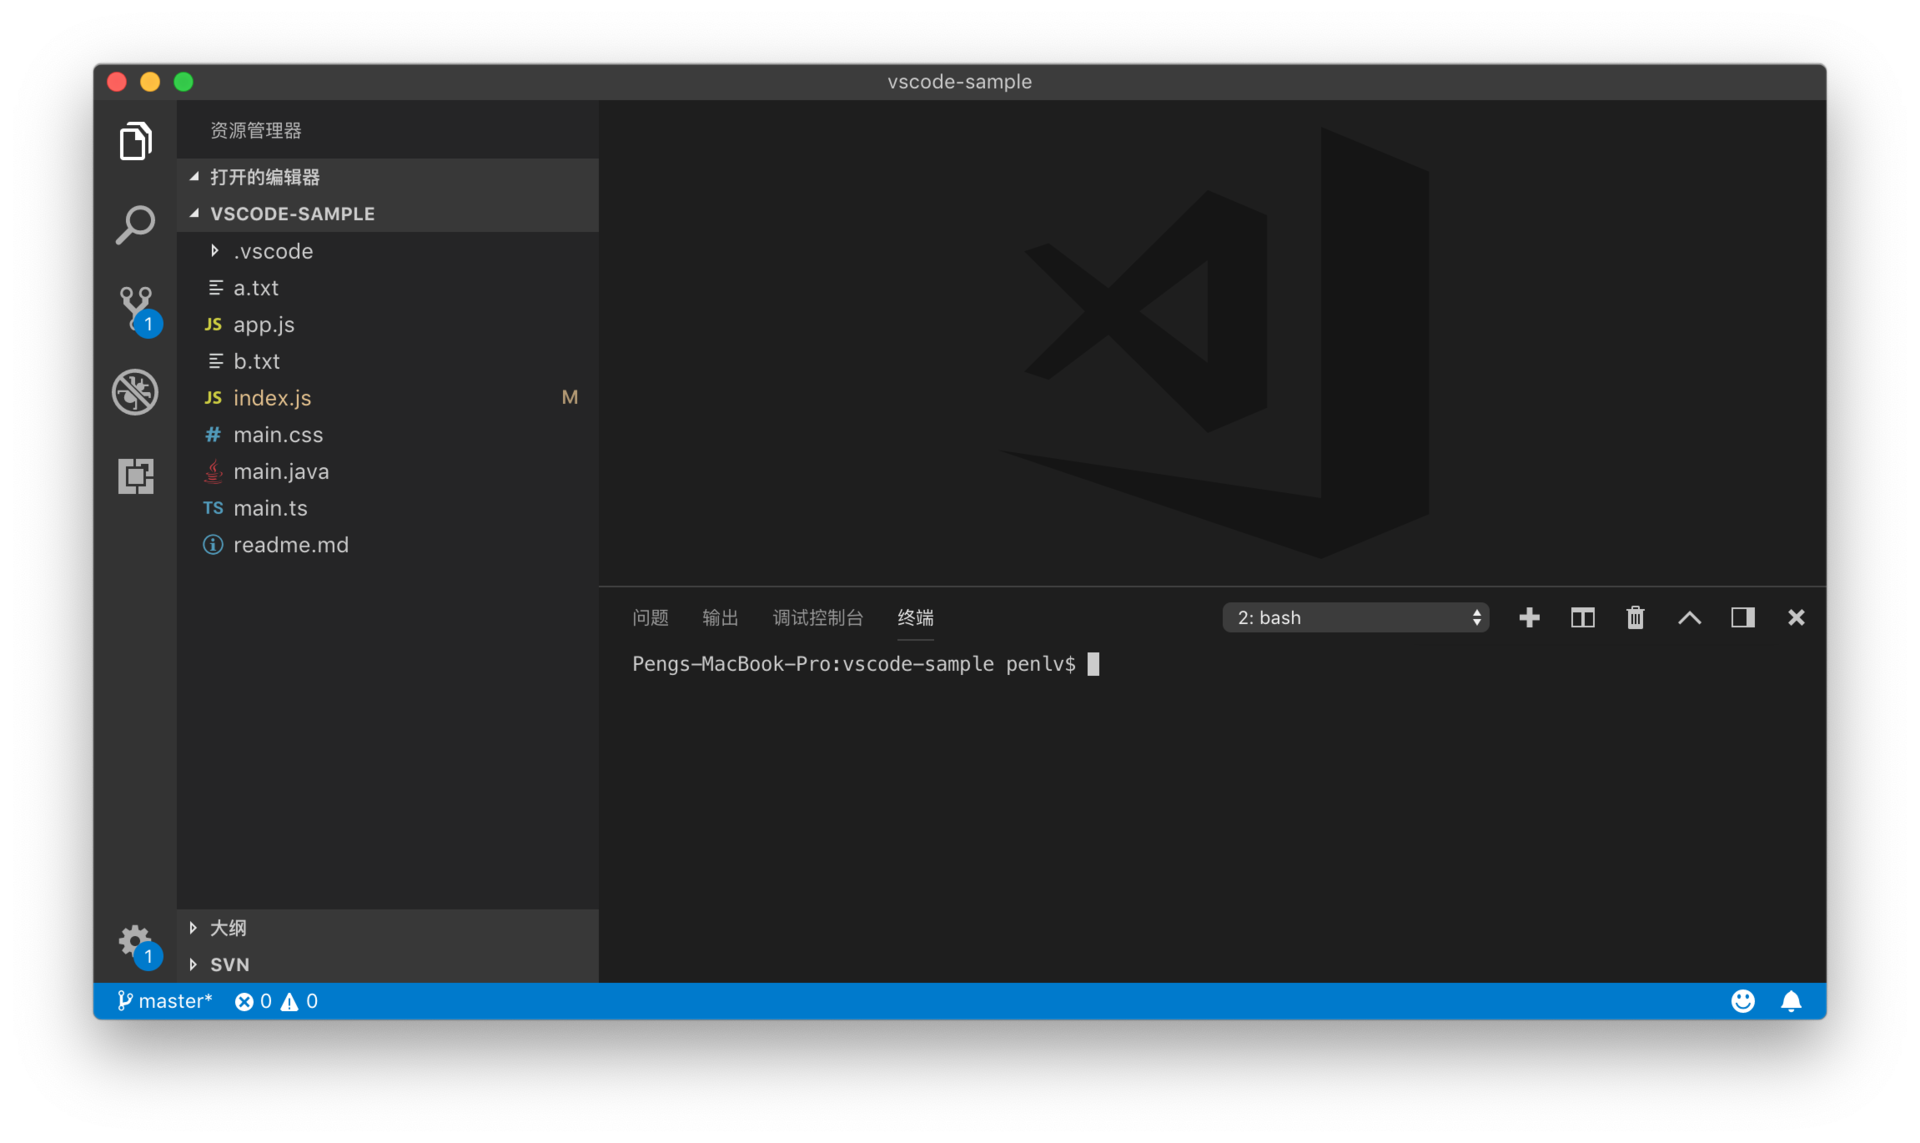 vscode-sample
资源管理器
打开的编辑器
VSCODE-SAMPLE
.vscode
a.txt
JS app.js
b.txt
JS index.js M
# main.css
main.java
TS main.ts
readme.md
大纲
SVN
1
1
问题 输出 调试控制台 终端 2: bash
Pengs-MacBook-Pro:vscode-sample penlv$
master* 0 0